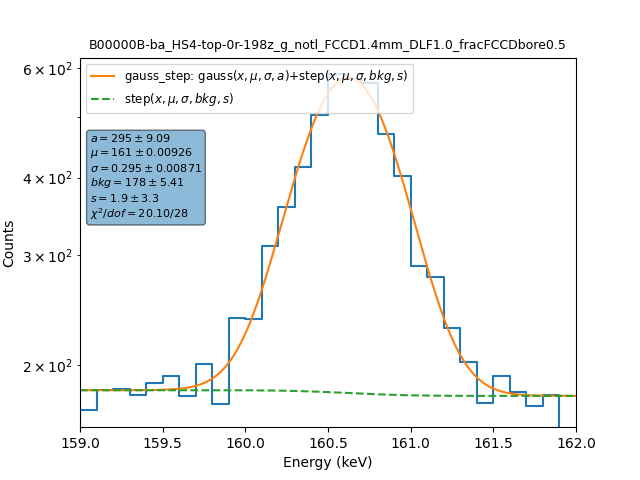 B00000B-ba_HS4-top-0r-198z_g_notl_FCCD1.4mm_DLF1.0_fracFCCDbore0.5
gauss_step: gauss(x, μ, σ, a)+step(x, μ, σ, bkg, s)
step(x, μ, σ, bkg, s)
a = 295 ± 9.09
μ = 161 ± 0.00926
σ = 0.295 ± 0.00871
bkg = 178 ± 5.41
s = 1.9 ± 3.3
χ²/dof = 20.10/28
6 × 10²
4 × 10²
3 × 10²
2 × 10²
Counts
159.0 159.5 160.0 160.5 161.0 161.5 162.0
Energy (keV)